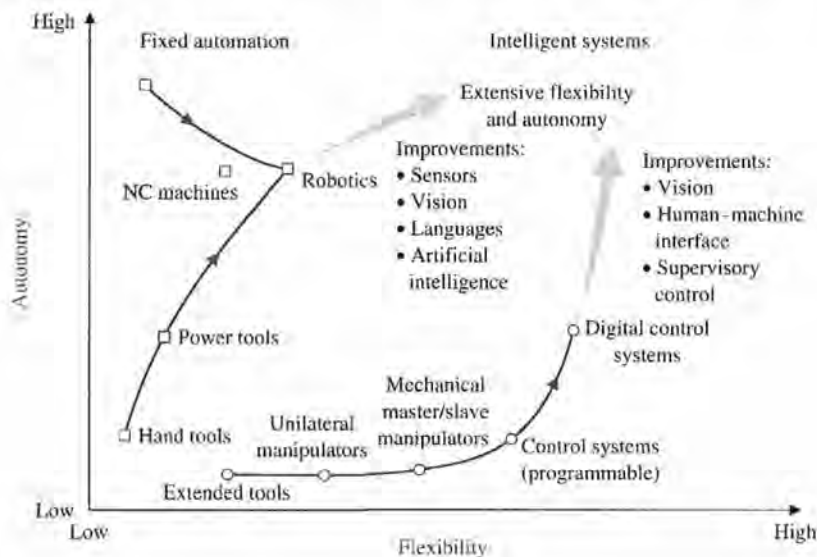 High
Fixed automation
Intelligent systems
Extensive flexibility
and autonomy
Improvements:
• Sensors
• Vision
• Languages
• Artificial
intelligence
Improvements:
• Vision
• Human-machine
interface
• Supervisory
control
NC machines
Robotics
Autonomy
Power tools
Digital control
systems
Mechanical
master/slave
manipulators
Unilateral
manipulators
Hand tools
Control systems
(programmable)
Extended tools
Low
Low
Flexibility
High